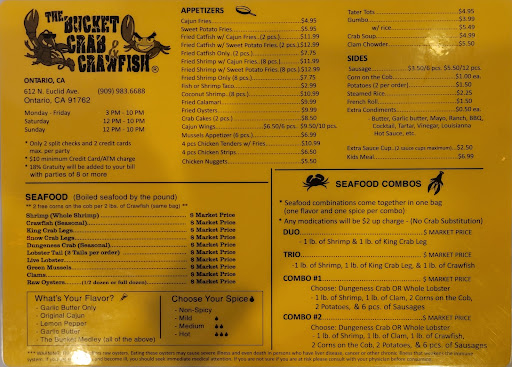 THE BUCKET
CRAB &
CRAWFISH®
ONTARIO, CA
612 N. Euclid Ave. (909) 983.6688
Ontario, CA 91762
Monday - Friday 3 PM - 10 PM
Saturday 12 PM - 10 PM
Sunday 12 PM - 10 PM
* Only 2 split checks and 2 credit cards
max. per party
* $10 minimum Credit Card/ATM charge
* 18% Gratuity will be added to your bill
with parties of 8 or more
APPETIZERS
Cajun Fries $4.95
Sweet Potato Fries $5.95
Fried Catfish w/ Cajun Fries (2 pcs.) $11.99
Fried Catfish w/ Sweet Potato Fries (2 pcs.) $12.99
Fried Catfish Only (2 pcs.) $7.75
Fried Shrimp w/ Cajun Fries (8 pcs.) $11.99
Fried Shrimp w/ Sweet Potato Fries (8 pcs.) $12.99
Fried Shrimp Only (8 pcs.) $7.75
Fish or Shrimp Taco $2.99
Coconut Shrimp (8 pcs.) $10.99
Fried Calamari $9.99
Fried Oysters $9.99
Crab Cakes (2 pcs.) $8.50
Cajun Wings $6.50/6 pcs. $9.50/10 pcs.
Mussels Appetizer (6 pcs.) $6.99
4 pcs Chicken Tenders w/ Fries $10.99
4 pcs Chicken Strips $6.50
Chicken Nuggets $5.50
Tater Tots $4.95
Gumbo $3.99
w/ rice $5.49
Crab Soup $4.99
Clam Chowder $5.50
SIDES
Sausage $3.50/6 pcs. $5.50/12 pcs.
Corn on the Cob $1.00 ea.
Potatoes (2 per order) $1.50
Steamed Rice $2.25
French Roll $1.50
Extra Condiments $0.50 ea.
- Butter, Garlic butter, Mayo, Ranch, BBQ,
Cocktail, Tartar, Vinegar, Louisianna
Hot Sauce, etc.
Extra Sauce Cup (2 sauce cups maximum) $2.50
Kids Meal $6.99
SEAFOOD (Boiled seafood by the pound)
** 2 free corns on the cob per 3 lbs. of Crawfish (same bag) **
Shrimp (Whole Shrimp) $ Market Price
Crawfish (Seasonal) $ Market Price
King Crab Legs $ Market Price
Snow Crab Legs $ Market Price
Dungeness Crab (Seasonal) $ Market Price
Lobster Tail (3 Tails per order) $ Market Price
Live Lobster $ Market Price
Green Mussels $ Market Price
Clams $ Market Price
Raw Oysters (1/2 dozen or full dozen) $ Market Price
What's Your Flavor?
- Garlic Butter Only
- Original Cajun
- Lemon Pepper
- Garlic Butter
- The Bucket Medley (all of the above)
Choose Your Spice
- Non-Spicy
- Mild
- Medium
- Hot
SEAFOOD COMBOS
* Seafood combinations come together in one bag
(one flavor and one spice per combo)
* Any modications will be $2 up charge - (No Crab Substitution)
DUO $ MARKET PRICE
- 1 lb. of Shrimp & 1 lb. King Crab Leg
TRIO $ MARKET PRICE
-1 lb. of Shrimp, 1 lb. of King Crab Leg, & 1 lb. of Crawfish
COMBO #1 $ MARKET PRICE
Choose: Dungeness Crab OR Whole Lobster
- 1 lb. of Shrimp, 1 lb. of Clam, 2 Corns on the Cob,
2 Potatoes, & 6 pcs. of Sausages
COMBO #2 $ MARKET PRICE
Choose: Dungeness Crab OR Whole Lobster
- 1 lb. of Shrimp, 1 lb. of Clam, 1 lb. of Crawfish,
2 Corns on the Cob, 2 Potatoes, & 6 pcs. of Sausages